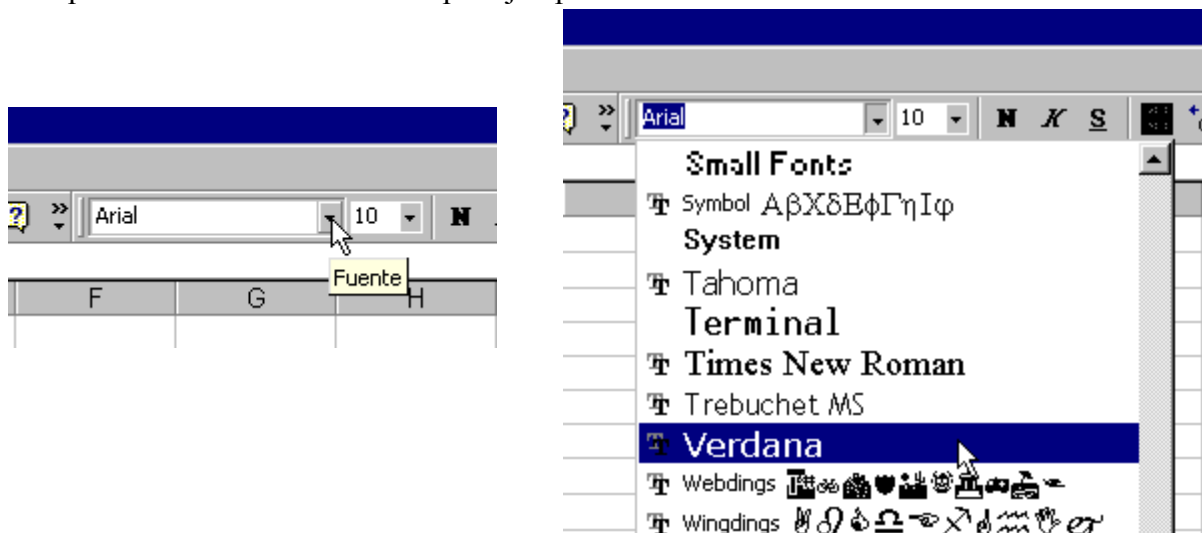 Arial 10 N
Fuente
F G H
Arial 10 N K S
Small Fonts
Symbol ΑβΧδΕφΓηΙφ
System
Tahoma
Terminal
Times New Roman
Trebuchet MS
Verdana
Webdings
Wingdings